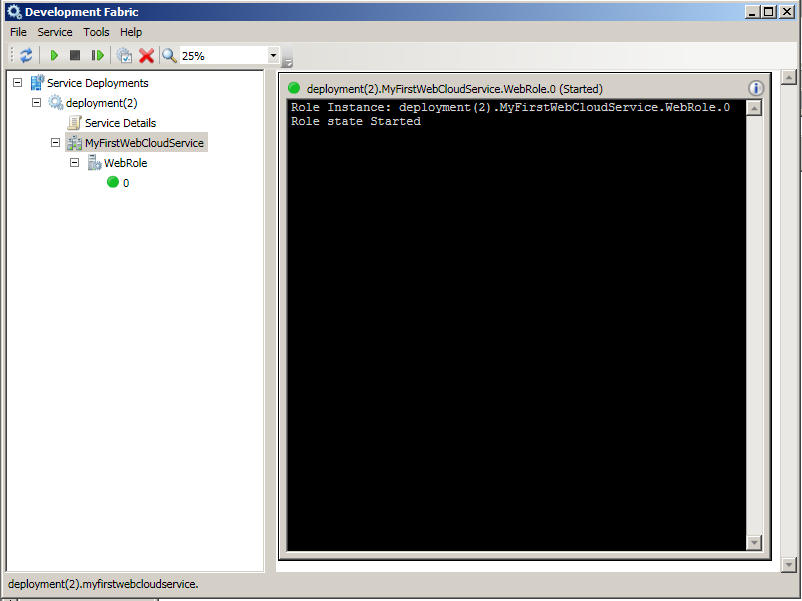 Development Fabric
File Service Tools Help
25%
Service Deployments
deployment(2)
Service Details
MyFirstWebCloudService
WebRole
0
deployment(2).MyFirstWebCloudService.WebRole.0 (Started)
Role Instance: deployment(2).MyFirstWebCloudService.WebRole.0
Role state Started
deployment(2).myfirstwebcloudservice.